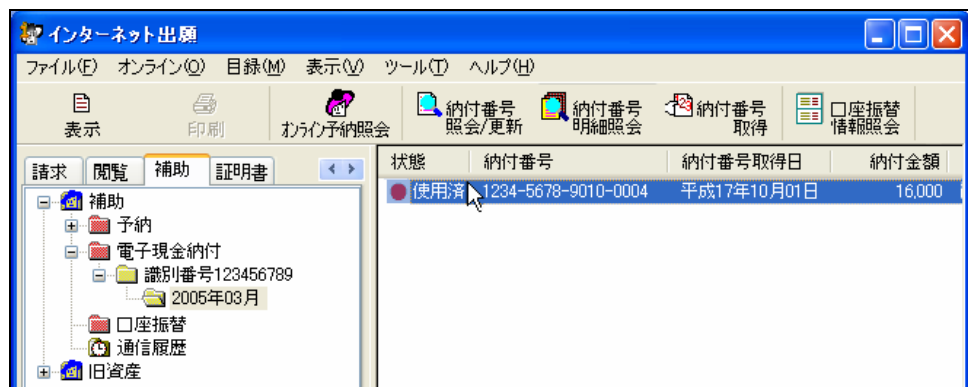 インターネット出願
ファイル(F) オンライン(O) 目録(M) 表示(V) ツール(T) ヘルプ(H)
表示 印刷 オンライン予納照会 納付番号照会/更新 納付番号明細照会 納付番号取得 口座振替情報照会
請求 閲覧 補助 証明書
状態 納付番号 納付番号取得日 納付金額
使用済 1234-5678-9010-0004 平成17年10月01日 16,000
補助
予納
電子現金納付
識別番号123456789
2005年03月
口座振替
通信履歴
旧資産